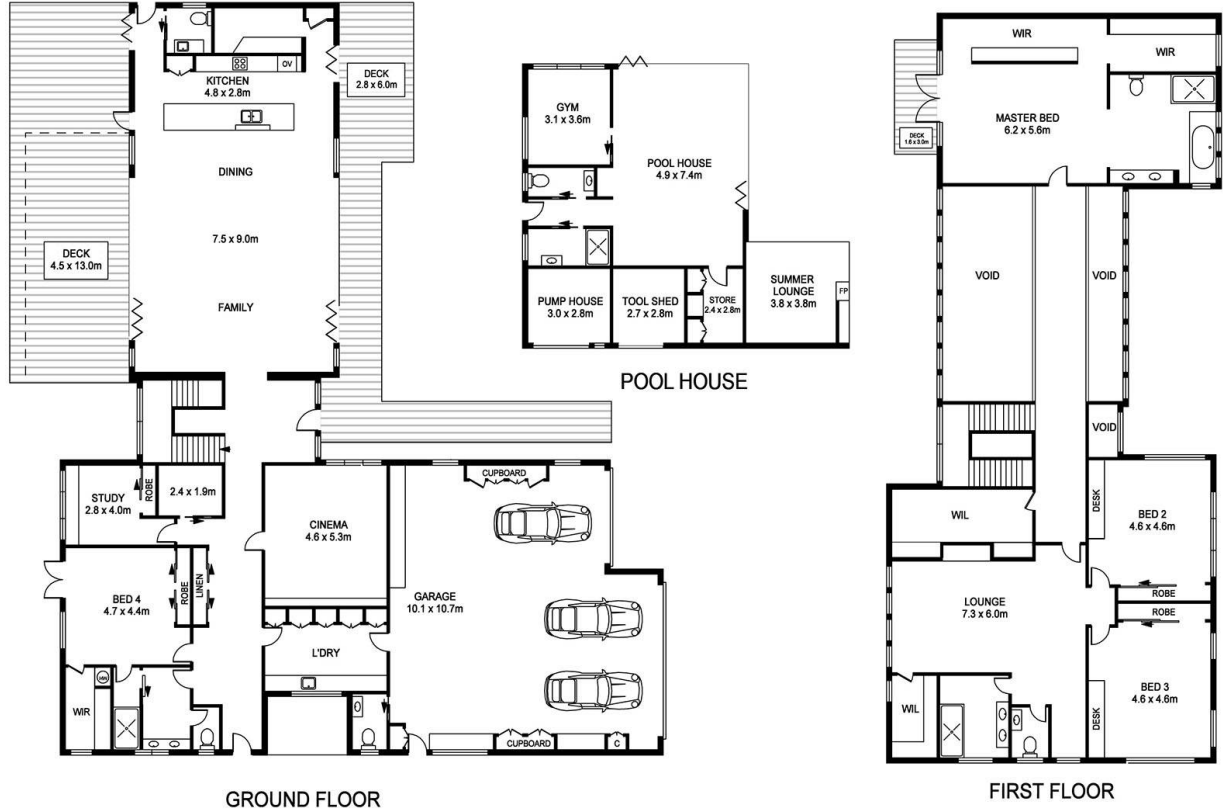 KITCHEN
4.8 x 2.8m
OV
DECK
2.8 x 6.0m
DINING
7.5 x 9.0m
DECK
4.5 x 13.0m
FAMILY
STUDY
2.8 x 4.0m
ROBE
2.4 x 1.9m
CINEMA
4.6 x 5.3m
CUPBOARD
GARAGE
10.1 x 10.7m
BED 4
4.7 x 4.4m
ROBE
LINEN
L'DRY
WIR
HW
CUPBOARD
C
GROUND FLOOR
GYM
3.1 x 3.6m
POOL HOUSE
4.9 x 7.4m
PUMP HOUSE
3.0 x 2.8m
TOOL SHED
2.7 x 2.8m
STORE
2.4 x 2.8m
SUMMER
LOUNGE
3.8 x 3.8m
FP
POOL HOUSE
WIR
WIR
MASTER BED
6.2 x 5.6m
DECK
1.6 x 3.0m
VOID
VOID
VOID
WIL
DESK
BED 2
4.6 x 4.6m
ROBE
ROBE
LOUNGE
7.3 x 6.0m
WIL
DESK
BED 3
4.6 x 4.6m
FIRST FLOOR